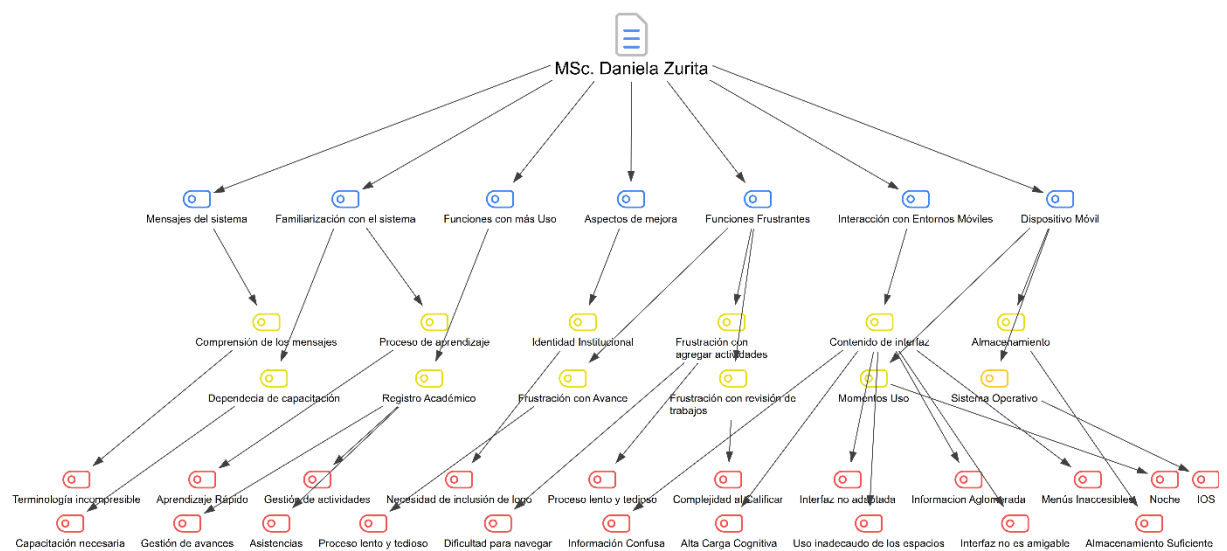 MSc. Daniela Zurita
Mensajes del sistema
Familiarización con el sistema
Funciones con más Uso
Aspectos de mejora
Funciones Frustrantes
Interacción con Entornos Móviles
Dispositivo Móvil
Comprensión de los mensajes
Proceso de aprendizaje
Identidad Institucional
Frustración con
agregar actividades
Contenido de interfaz
Almacenamiento
Dependecia de capacitación
Registro Académico
Frustración con Avance
Frustración con revisión de
trabajos
Momentos Uso
Sistema Operativo
Terminología incompresible
Aprendizaje Rápido
Gestión de actividades
Necesidad de inclusión de logo
Proceso lento y tedioso
Complejidad al Calificar
Interfaz no adaptada
Informacion Aglomerada
Menús Inaccesibles
Noche
IOS
Capacitación necesaria
Gestión de avances
Asistencias
Proceso lento y tedioso
Dificultad para navegar
Información Confusa
Alta Carga Cognitiva
Uso inadecaudo de los espacios
Interfaz no es amigable
Almacenamiento Suficiente